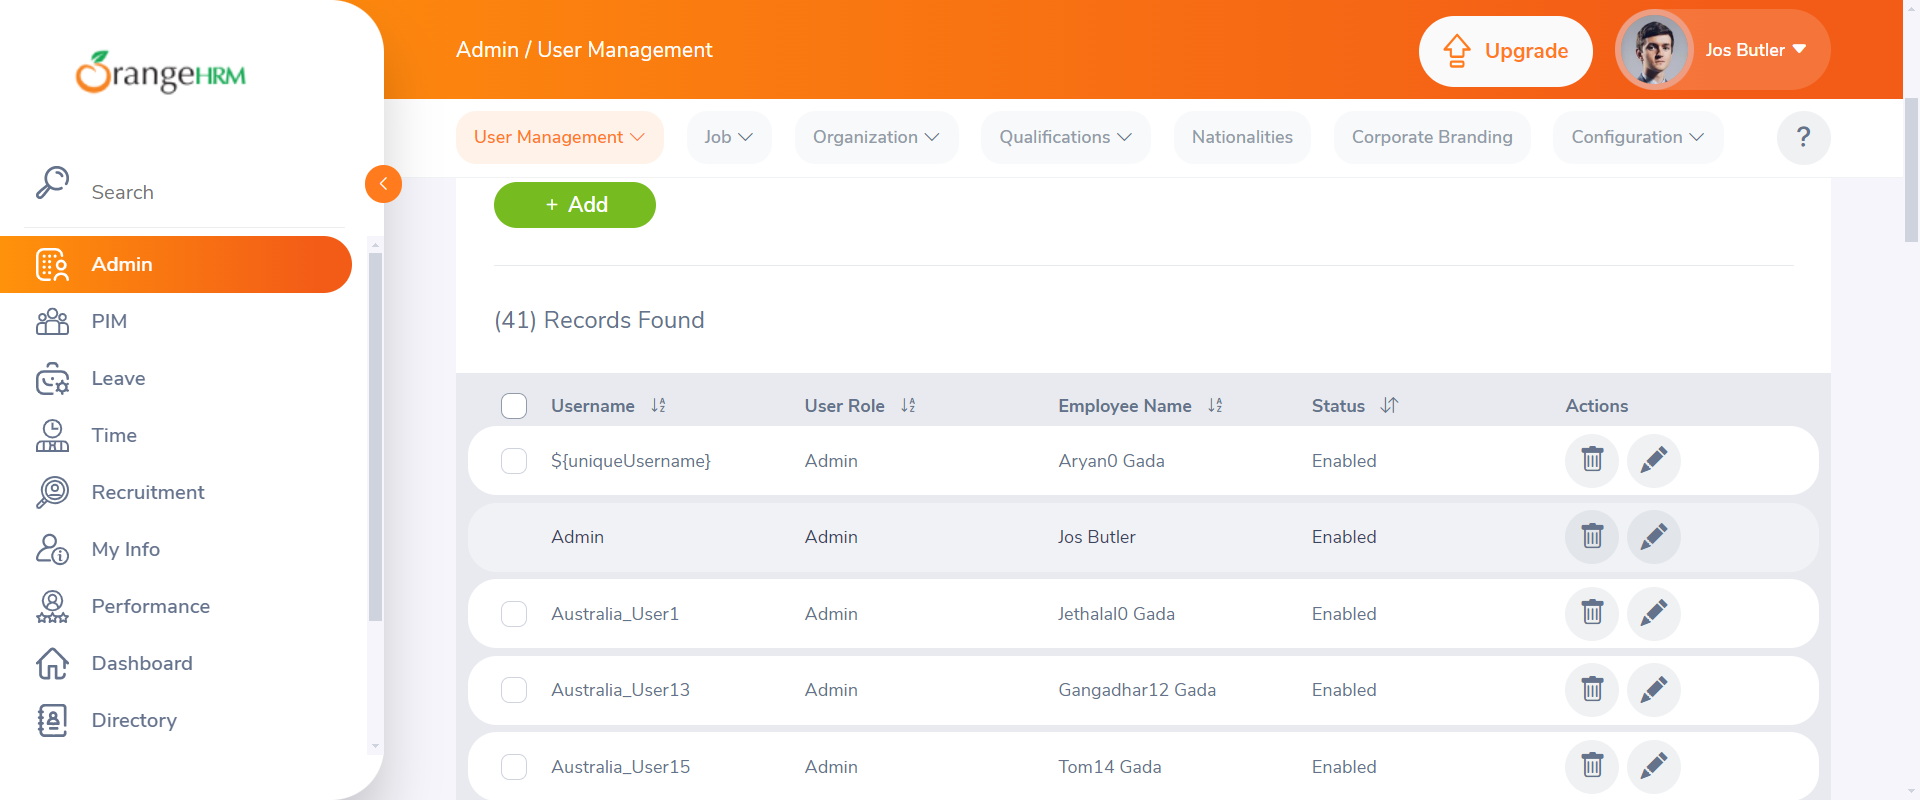 OrangeHRM
Admin / User Management
Upgrade
Jos Butler
User Management
Job
Organization
Qualifications
Nationalities
Corporate Branding
Configuration
?
Search
Admin
PIM
Leave
Time
Recruitment
My Info
Performance
Dashboard
Directory
+ Add
(41) Records Found
Username User Role Employee Name Status Actions
${uniqueUsername} Admin Aryan0 Gada Enabled
Admin Admin Jos Butler Enabled
Australia_User1 Admin Jethalal0 Gada Enabled
Australia_User13 Admin Gangadhar12 Gada Enabled
Australia_User15 Admin Tom14 Gada Enabled